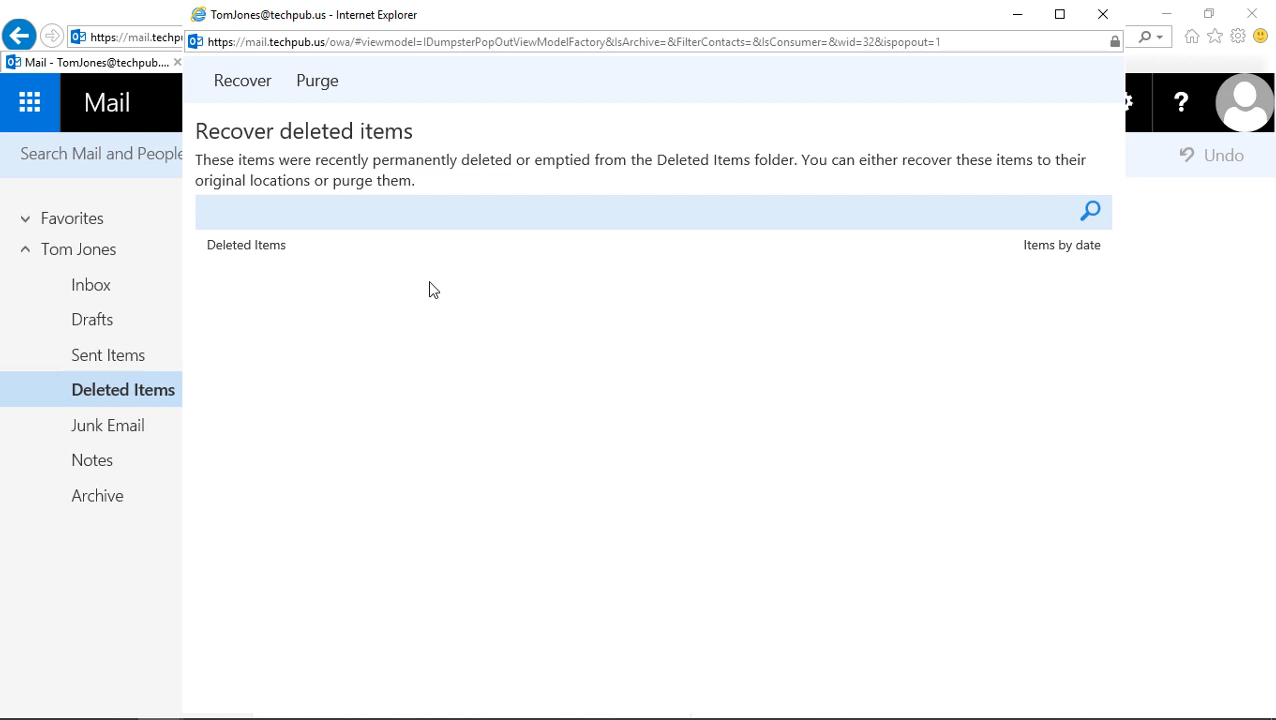 TomJones@techpub.us - Internet Explorer
https://mail.techpu
https://mail.techpub.us/owa/#viewmodel=IDumpsterPopOutViewModelFactory&IsArchive=&FilterContacts=&IsConsumer=&wid=32&ispopout=1
Mail - TomJones@techpub....
Recover
Purge
Mail
?
Recover deleted items
Search Mail and People
These items were recently permanently deleted or emptied from the Deleted Items folder. You can either recover these items to their
original locations or purge them.
Undo
Favorites
Deleted Items
Items by date
Tom Jones
Inbox
Drafts
Sent Items
Deleted Items
Junk Email
Notes
Archive